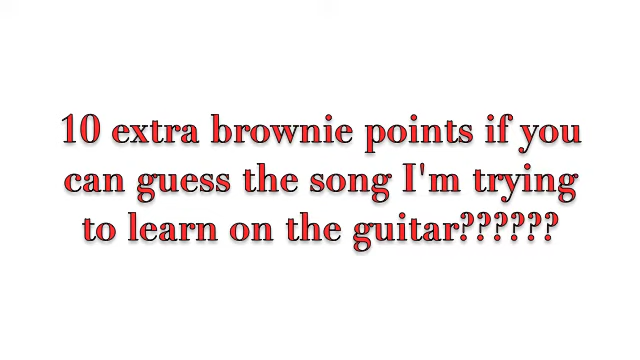 10 extra brownie points if you
can guess the song I'm trying
to learn on the guitar??????